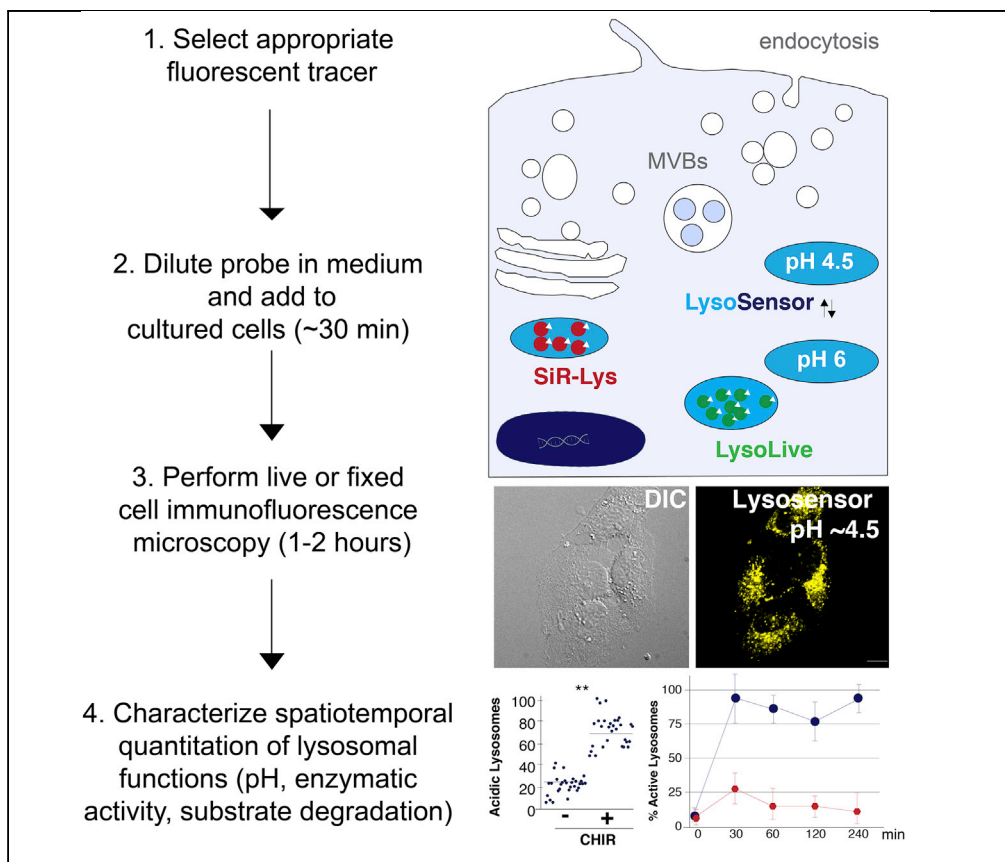 1. Select appropriate
fluorescent tracer
2. Dilute probe in medium
and add to
cultured cells (~30 min)
3. Perform live or fixed
cell immunofluorescence
microscopy (1-2 hours)
4. Characterize spatiotemporal
quantitation of lysosomal
functions (pH, enzymatic
activity, substrate degradation)
endocytosis
MVBs
pH 4.5
LysoSensor
pH 6
SiR-Lys
LysoLive
DIC
Lysosensor
pH ~4.5
Acidic Lysosomes
100
80
60
40
20
0
**
- +
CHIR
% Active Lysosomes
100
75
50
25
0
0 30 60 120 240 min